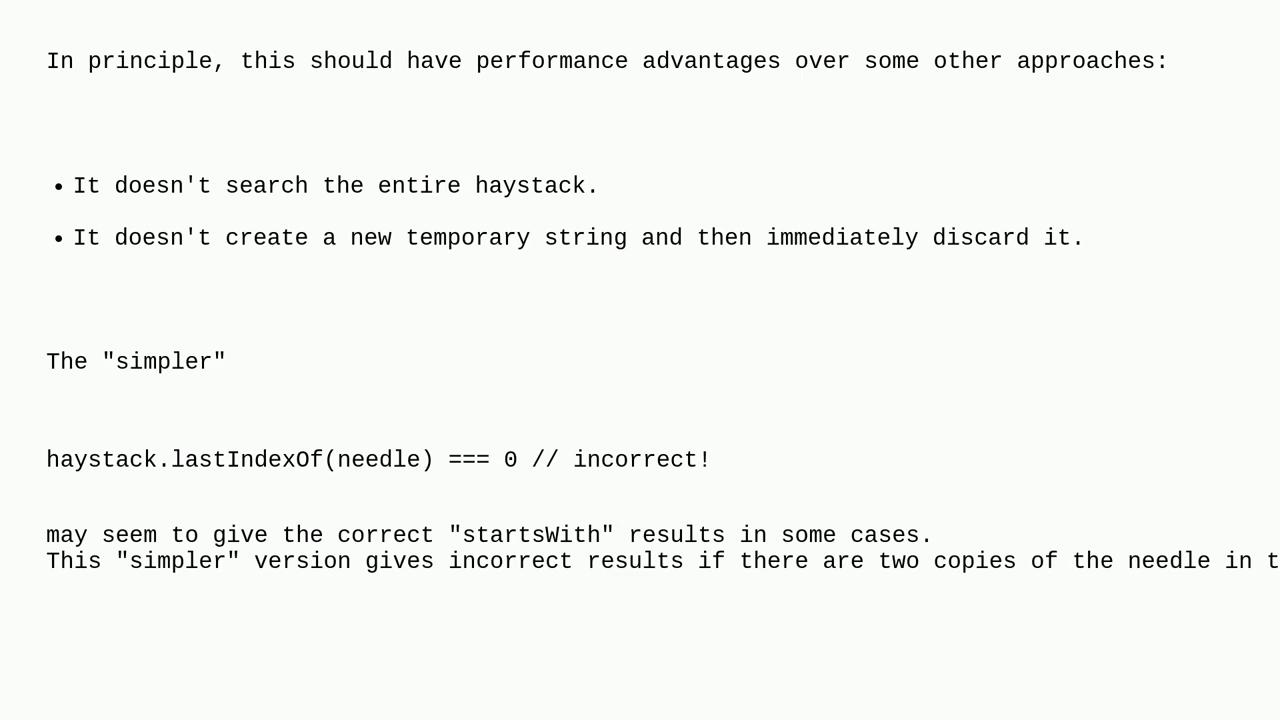 In principle, this should have performance advantages over some other approaches:
• It doesn't search the entire haystack.
• It doesn't create a new temporary string and then immediately discard it.
The "simpler"
haystack.lastIndexOf(needle) === 0 // incorrect!
may seem to give the correct "startsWith" results in some cases.
This "simpler" version gives incorrect results if there are two copies of the needle in